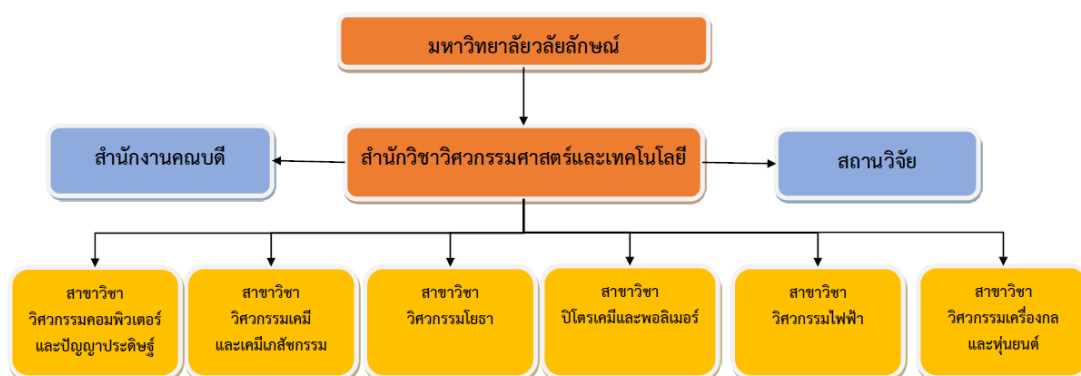 มหาวิทยาลัยวลัยลักษณ์
สำนักงานคณบดี
สำนักวิชาวิศวกรรมศาสตร์และเทคโนโลยี
สถานวิจัย
สาขาวิชา
วิศวกรรมคอมพิวเตอร์
และปัญญาประดิษฐ์
สาขาวิชา
วิศวกรรมเคมี
และเคมีเภสัชกรรม
สาขาวิชา
วิศวกรรมโยธา
สาขาวิชา
ปิโตรเคมีและพอลิเมอร์
สาขาวิชา
วิศวกรรมไฟฟ้า
สาขาวิชา
วิศวกรรมเครื่องกล
และหุ่นยนต์